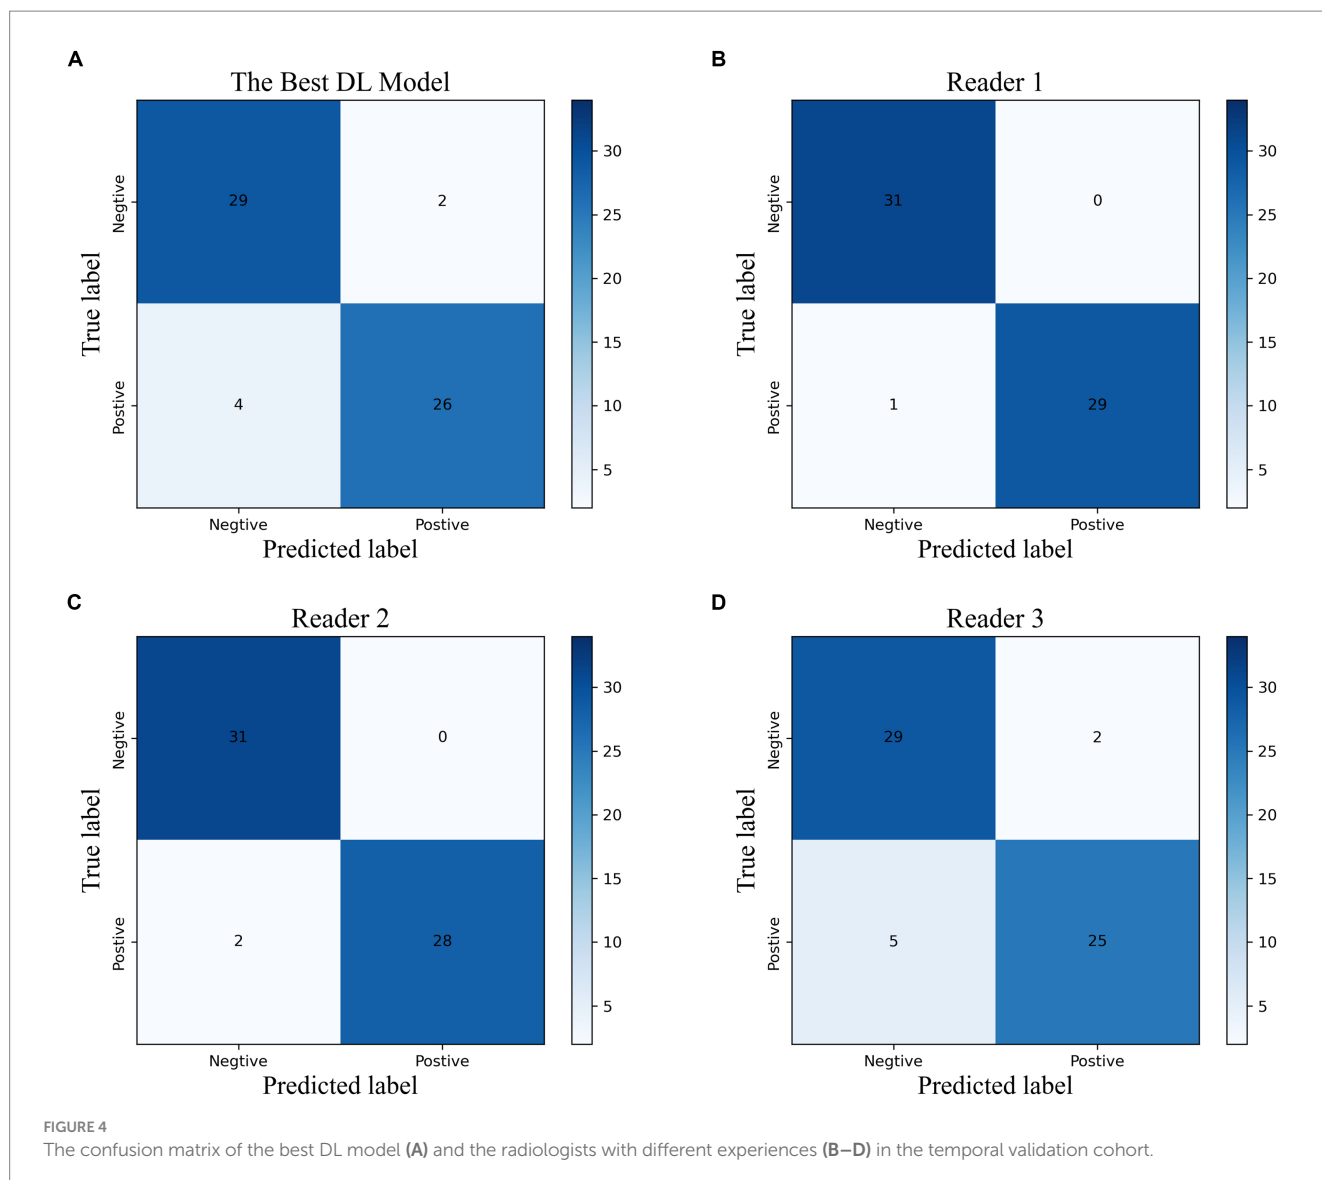 A
The Best DL Model
Negtive
Postive
True label
29
2
4
26
Negtive
Postive
Predicted label
30
25
20
15
10
5
B
Reader 1
Negtive
Postive
True label
31
0
1
29
Negtive
Postive
Predicted label
30
25
20
15
10
5
C
Reader 2
Negtive
Postive
True label
31
0
2
28
Negtive
Postive
Predicted label
30
25
20
15
10
5
D
Reader 3
Negtive
Postive
True label
29
2
5
25
Negtive
Postive
Predicted label
30
25
20
15
10
5
FIGURE 4
The confusion matrix of the best DL model (A) and the radiologists with different experiences (B–D) in the temporal validation cohort.